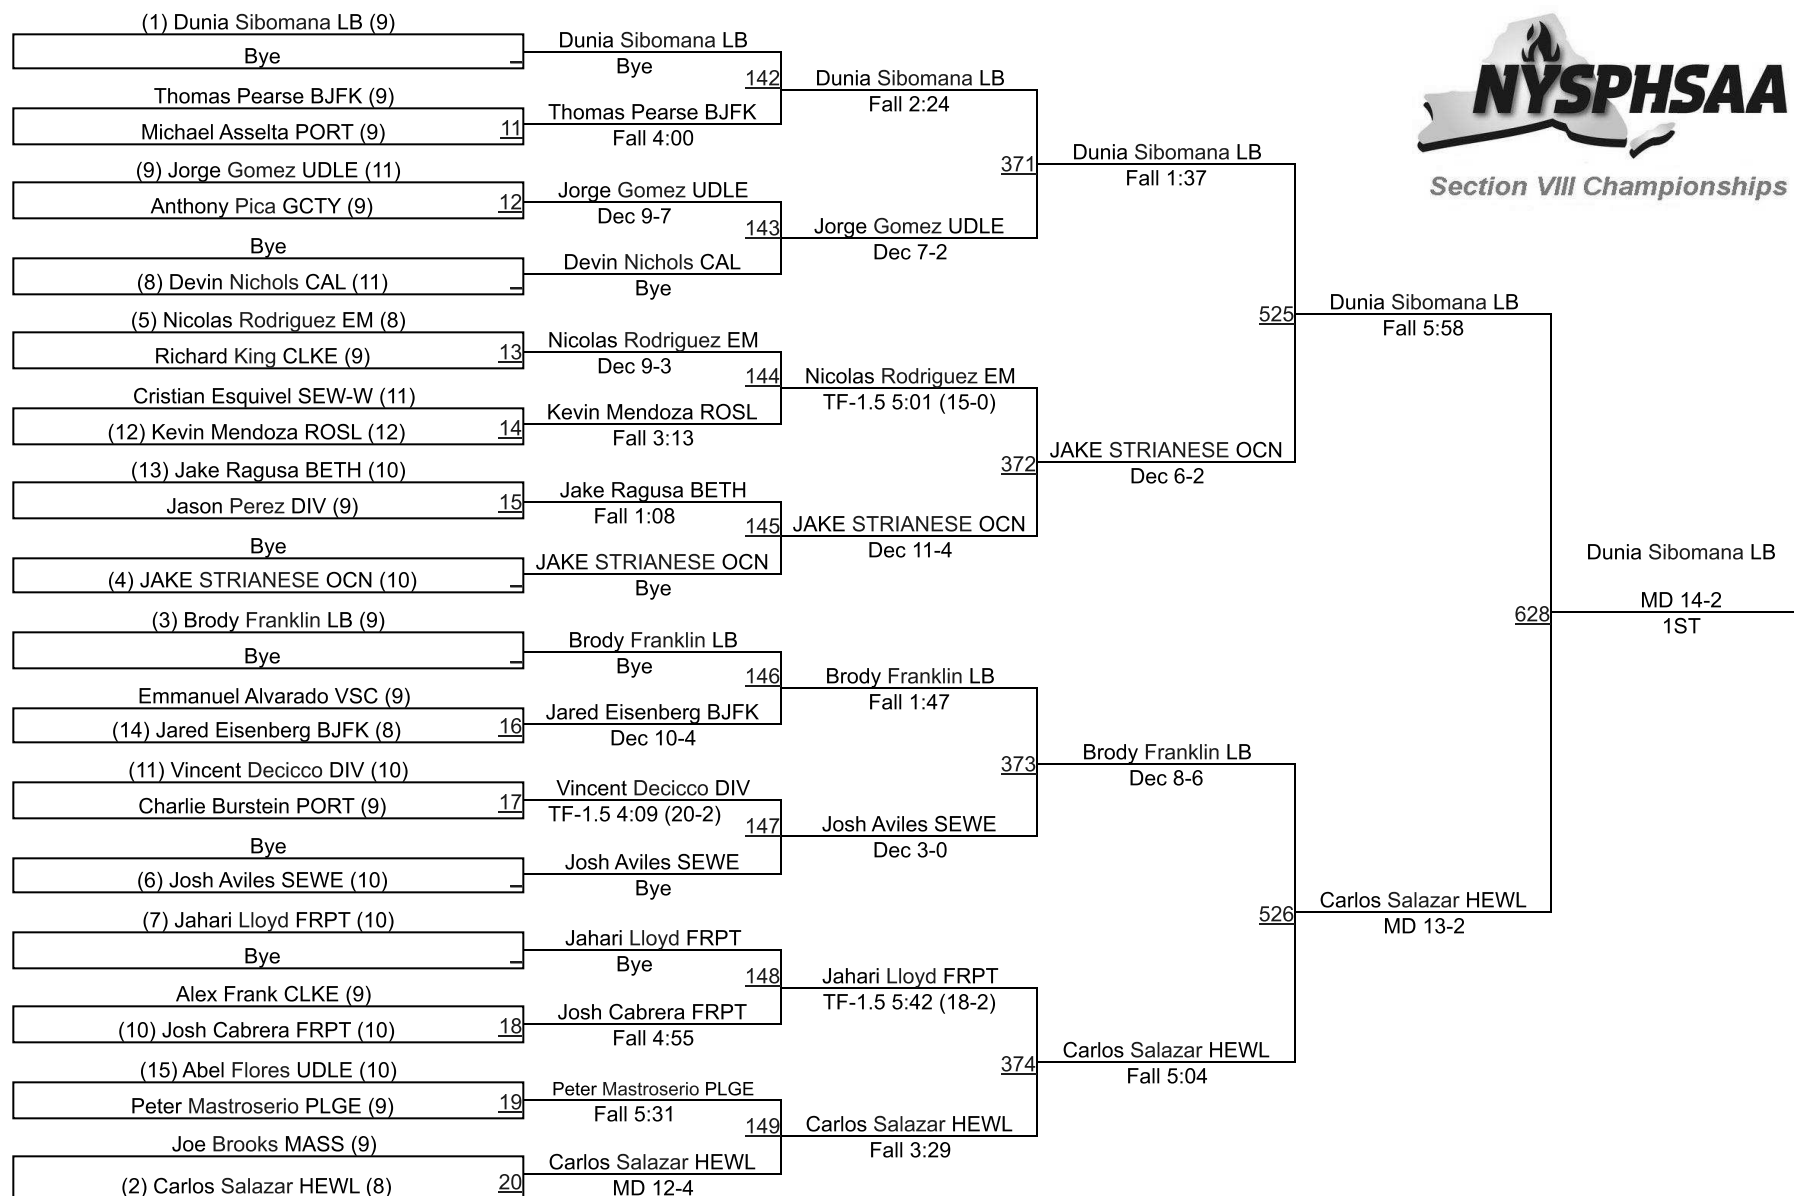 (1) Dunia Sibomana LB (9)
Bye
Thomas Pearse BJFK (9)
Michael Asselta PORT (9)
11
(9) Jorge Gomez UDLE (11)
Anthony Pica GCTY (9)
12
Bye
(8) Devin Nichols CAL (11)
(5) Nicolas Rodriguez EM (8)
Richard King CLKE (9)
13
Cristian Esquivel SEW-W (11)
(12) Kevin Mendoza ROSL (12)
14
(13) Jake Ragusa BETH (10)
Jason Perez DIV (9)
15
Bye
(4) JAKE STRIANESE OCN (10)
(3) Brody Franklin LB (9)
Bye
Emmanuel Alvarado VSC (9)
(14) Jared Eisenberg BJFK (8)
16
(11) Vincent Decicco DIV (10)
Charlie Burstein PORT (9)
17
Bye
(6) Josh Aviles SEWE (10)
(7) Jahari Lloyd FRPT (10)
Bye
Alex Frank CLKE (9)
(10) Josh Cabrera FRPT (10)
18
(15) Abel Flores UDLE (10)
Peter Mastroserio PLGE (9)
19
Joe Brooks MASS (9)
(2) Carlos Salazar HEWL (8)
20
Dunia Sibomana LB
Bye
142
Thomas Pearse BJFK
Fall 4:00
Jorge Gomez UDLE
Dec 9-7
143
Devin Nichols CAL
Bye
Nicolas Rodriguez EM
Dec 9-3
144
Kevin Mendoza ROSL
Fall 3:13
Jake Ragusa BETH
Fall 1:08
145
JAKE STRIANESE OCN
Bye
Brody Franklin LB
Bye
146
Jared Eisenberg BJFK
Dec 10-4
Vincent Decicco DIV
TF-1.5 4:09 (20-2)
147
Josh Aviles SEWE
Bye
Jahari Lloyd FRPT
Bye
148
Josh Cabrera FRPT
Fall 4:55
Peter Mastroserio PLGE
Fall 5:31
149
Carlos Salazar HEWL
MD 12-4
Dunia Sibomana LB
Fall 2:24
371
Jorge Gomez UDLE
Dec 7-2
Nicolas Rodriguez EM
TF-1.5 5:01 (15-0)
372
JAKE STRIANESE OCN
Dec 11-4
Brody Franklin LB
Fall 1:47
373
Josh Aviles SEWE
Dec 3-0
Jahari Lloyd FRPT
TF-1.5 5:42 (18-2)
374
Carlos Salazar HEWL
Fall 3:29
Dunia Sibomana LB
Fall 1:37
525
JAKE STRIANESE OCN
Dec 6-2
Brody Franklin LB
Dec 8-6
526
Carlos Salazar HEWL
Fall 5:04
Dunia Sibomana LB
Fall 5:58
628
Carlos Salazar HEWL
MD 13-2
Dunia Sibomana LB
MD 14-2
1ST
NYSPHSAA
Section VIII Championships